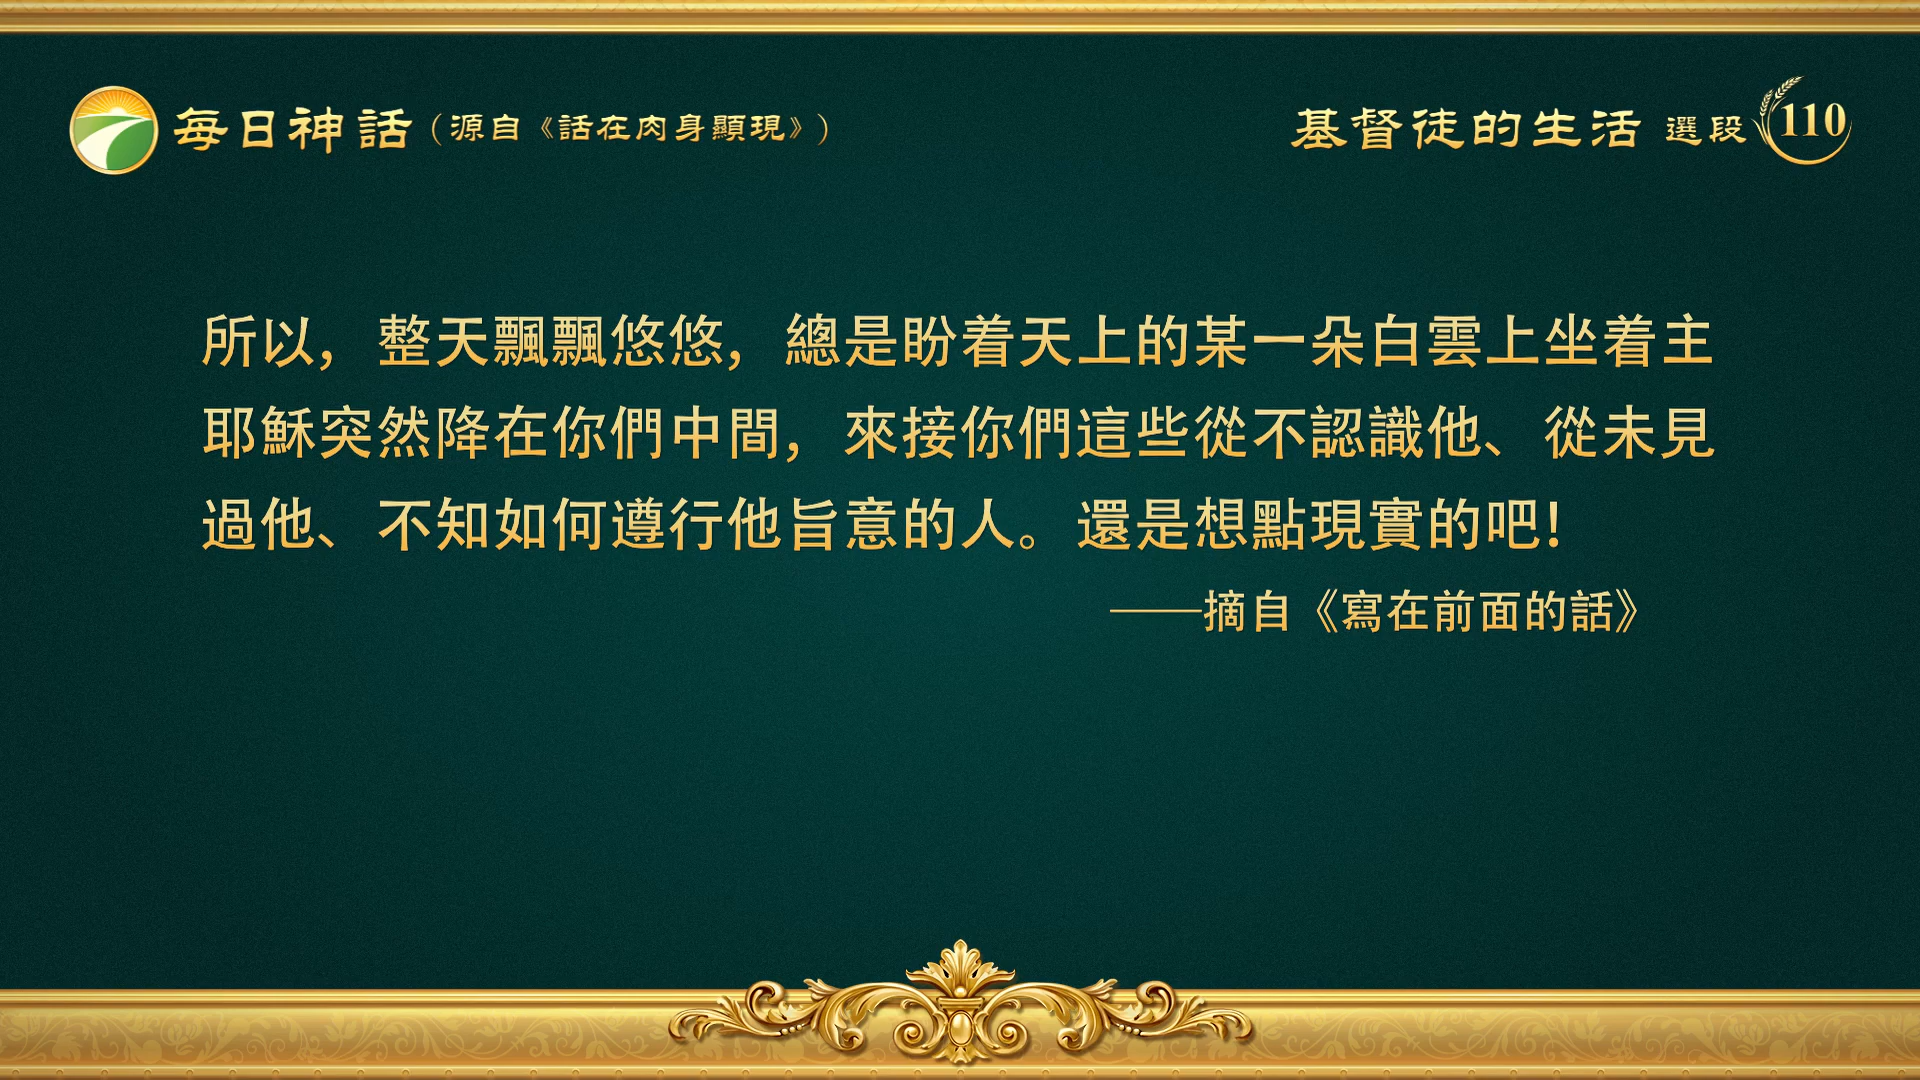 每日神話（源自《話在肉身顯現》）
基督徒的生活 選段 110
所以，整天飄飄悠悠，總是盼着天上的某一朵白雲上坐着主
耶穌突然降在你們中間，來接你們這些從不認識他、從未見
過他、不知如何遵行他旨意的人。還是想點現實的吧！
——摘自《寫在前面的話》